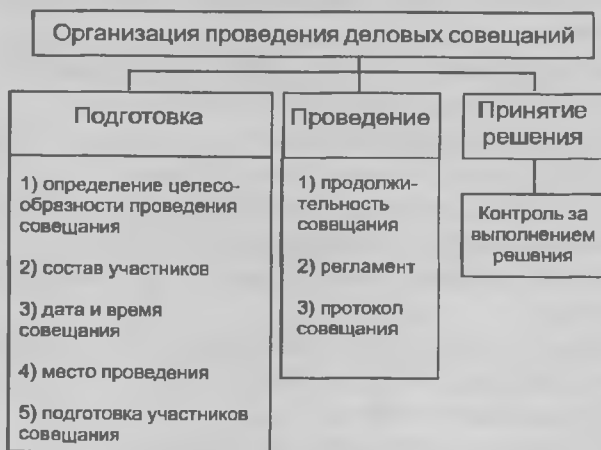 Организация проведения деловых совещаний
Подготовка
1) определение целесо-
образности проведения
совещания
2) состав участников
3) дата и время
совещания
4) место проведения
5) подготовка участников
совещания
Проведение
1) продолжи-
тельность
совещания
2) регламент
3) протокол
совещания
Принятие
решения
Контроль за
выполнением
решения